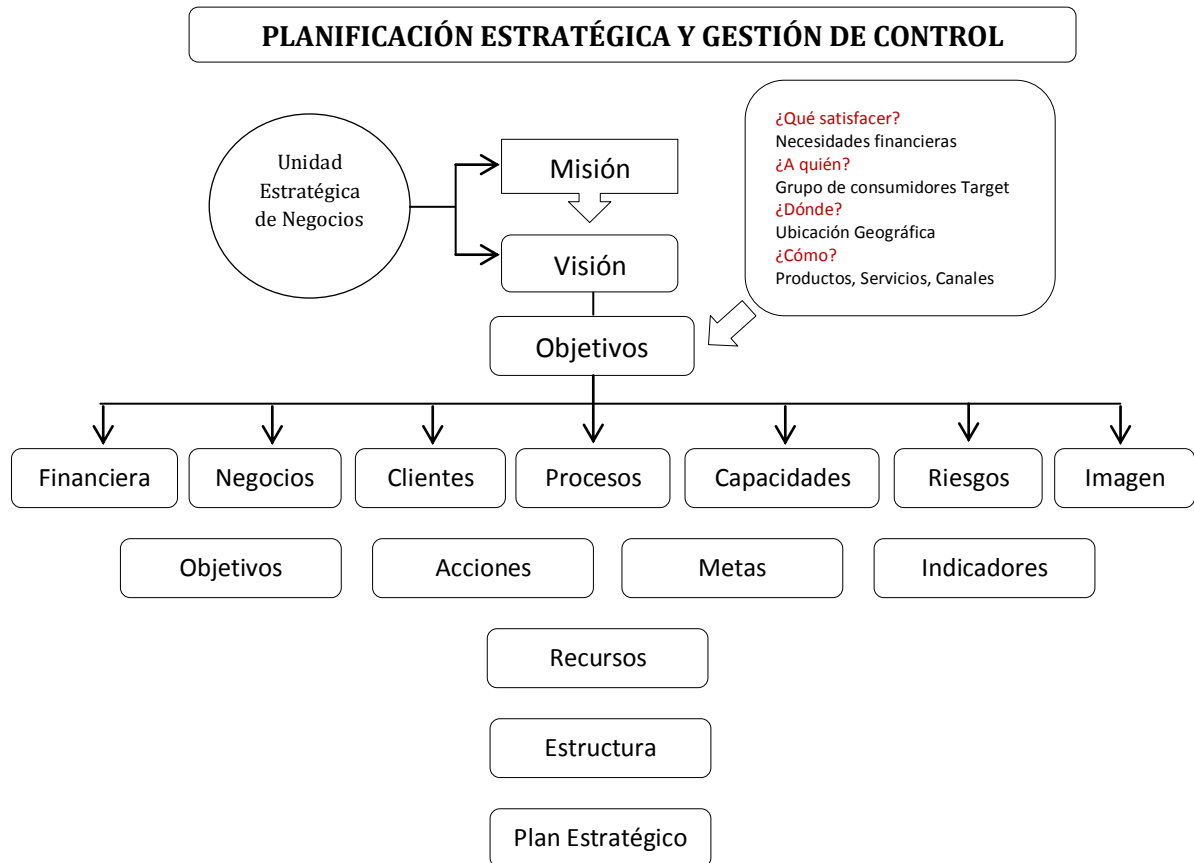 PLANIFICACIÓN ESTRATÉGICA Y GESTIÓN DE CONTROL
Unidad
Estratégica
de Negocios
Misión
Visión
Objetivos
¿Qué satisfacer?
Necesidades financieras
¿A quién?
Grupo de consumidores Target
¿Dónde?
Ubicación Geográfica
¿Cómo?
Productos, Servicios, Canales
Financiera
Negocios
Clientes
Procesos
Capacidades
Riesgos
Imagen
Objetivos
Acciones
Metas
Indicadores
Recursos
Estructura
Plan Estratégico